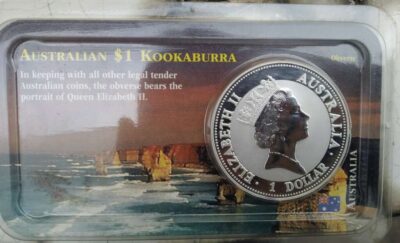 AUSTRALIAN $1 KOOKABURRA
Obverse
In keeping with all other legal tender
Australian coins, the obverse bears the
portrait of Queen Elizabeth II.
ELIZABETH II AUSTRALIA
· 1 DOLLAR ·
AUSTRALIA